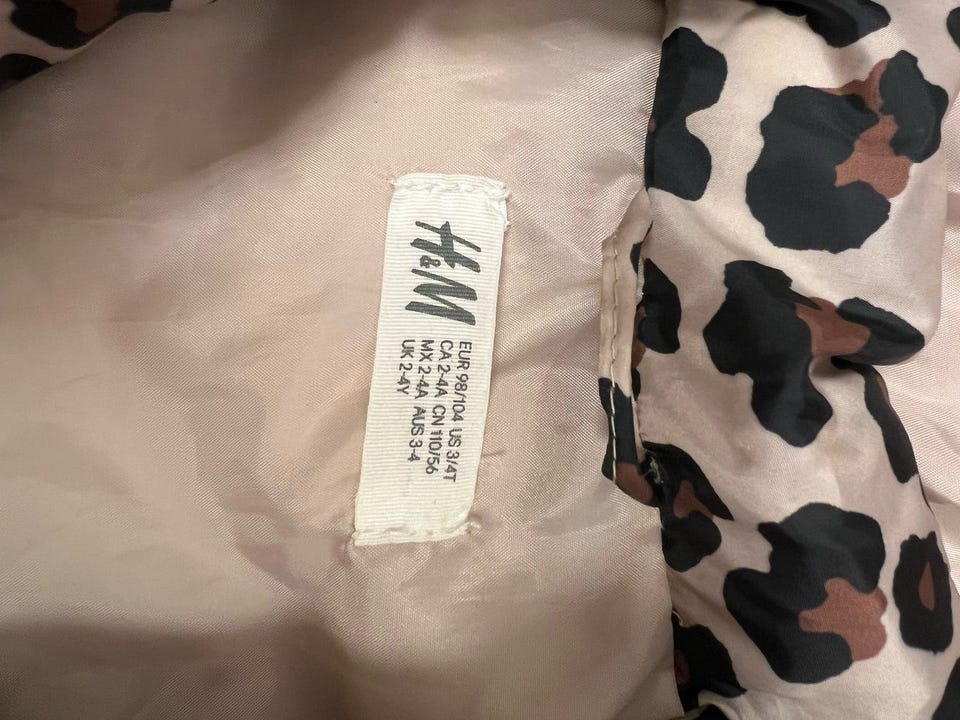 H&M
EUR 98/104 US 3/4T
CA 2-4A CN 110/56
MX 2-4A AUS 3-4
UK 2-4Y